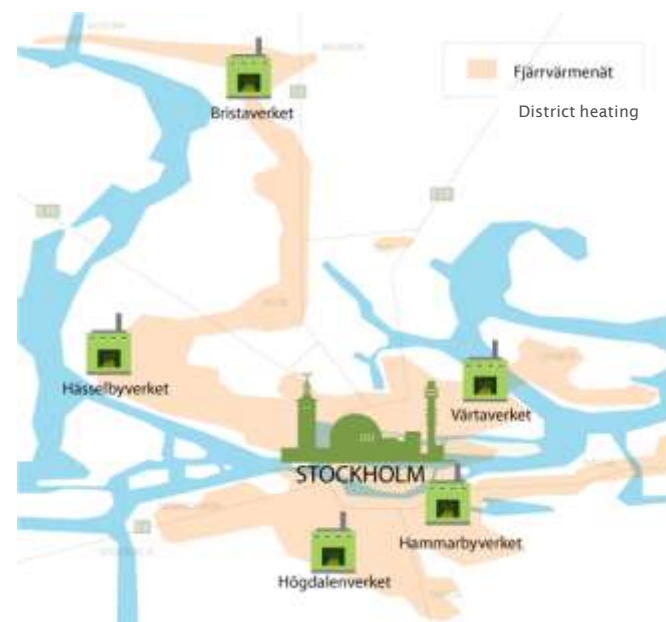 Fjärrvärmenät
District heating
Bristaverket
Hässelbyverket
Värtaverket
STOCKHOLM
Hammarbyverket
Högdalenverket